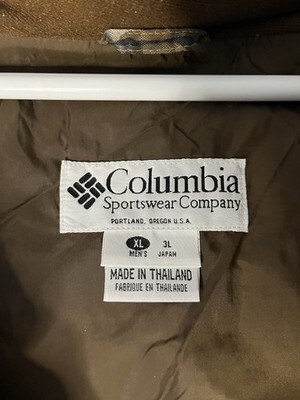 Columbia
Sportswear Company
PORTLAND, OREGON U.S.A.
XL 3L
MEN'S JAPAN
MADE IN THAILAND
FABRIQUE EN THAILANDE